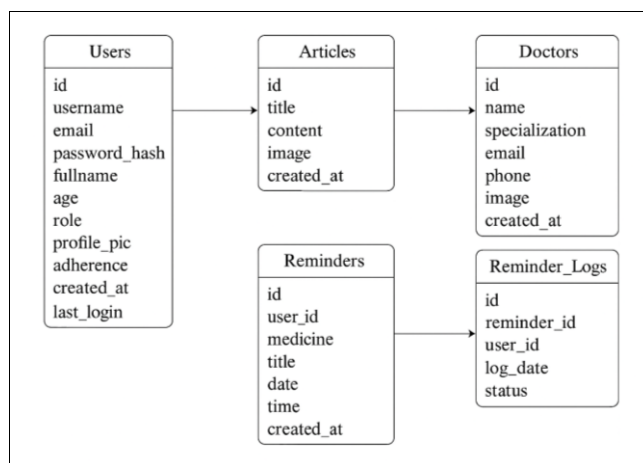 Users
id
username
email
password_hash
fullname
age
role
profile_pic
adherence
created_at
last_login
Articles
id
title
content
image
created_at
Doctors
id
name
specialization
email
phone
image
created_at
Reminders
id
user_id
medicine
title
date
time
created_at
Reminder_Logs
id
reminder_id
user_id
log_date
status